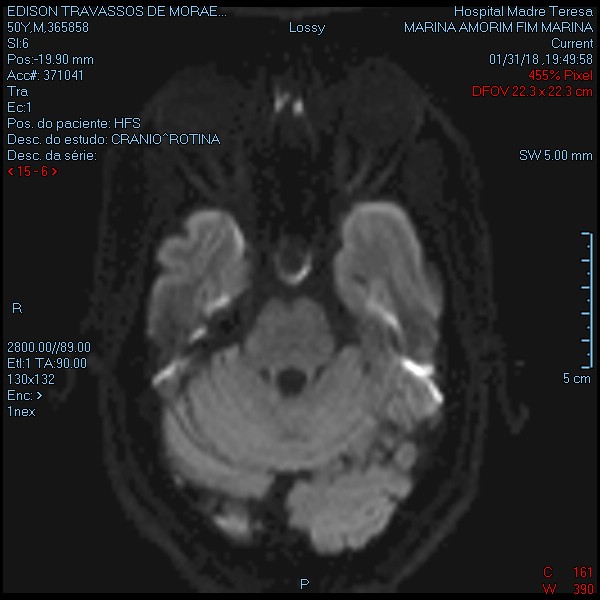 EDISON TRAVASSOS DE MORAE...
50Y,M,365858
Sl:6
Pos:-19.90 mm
Acc#: 371041
Tra
Ec:1
Pos. do paciente: HFS
Desc. do estudo: CRANIO^ROTINA
Desc. da série:
< 15 - 6 >
Lossy
Hospital Madre Teresa
MARINA AMORIM FIM MARINA
Current
01/31/18 ,19:49:58
455% Pixel
DFOV 22.3 x 22.3 cm
SW 5.00 mm
R
5 cm
2800.00//89.00
Etl:1 TA:90.00
130x132
Enc: >
1nex
P
C 161
W 390